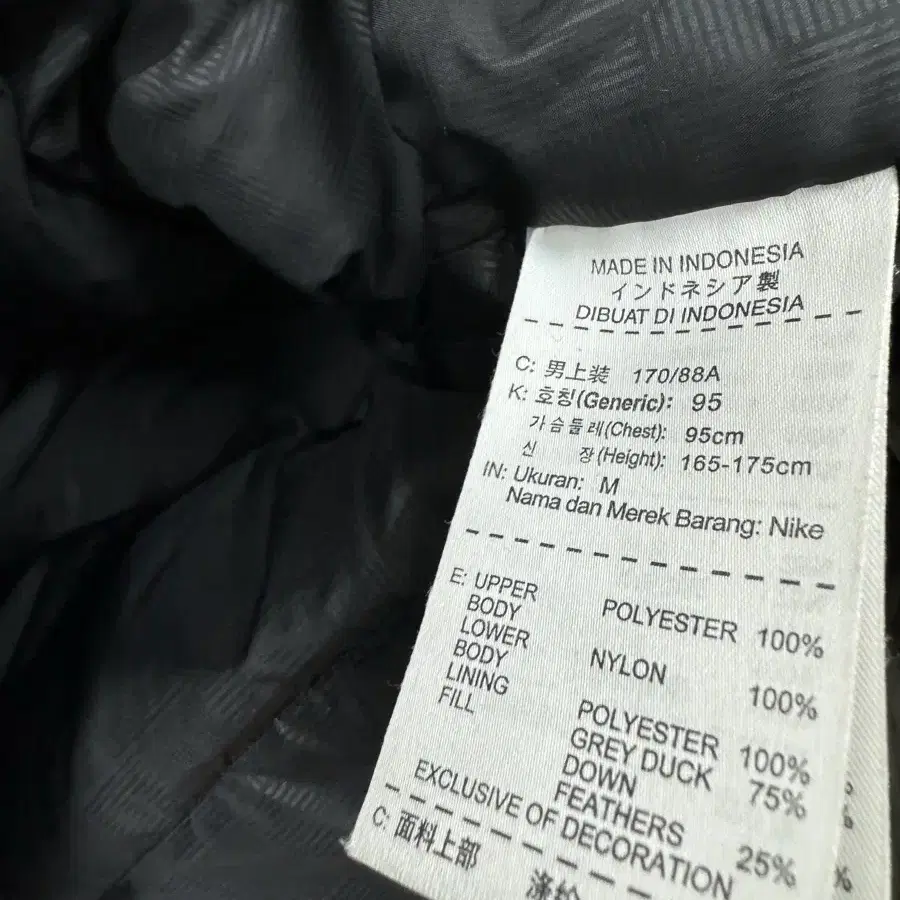 MADE IN INDONESIA
インドネシア製
DIBUAT DI INDONESIA
C: 男上装 170/88A
K: 호칭(Generic): 95
가슴둘레(Chest): 95cm
신 장(Height): 165-175cm
IN: Ukuran: M
Nama dan Merek Barang: Nike
E: UPPER
BODY POLYESTER 100%
LOWER
BODY NYLON 100%
LINING POLYESTER 100%
FILL GREY DUCK
DOWN 75%
FEATHERS 25%
EXCLUSIVE OF DECORATION
C: 面料上部
涤纶